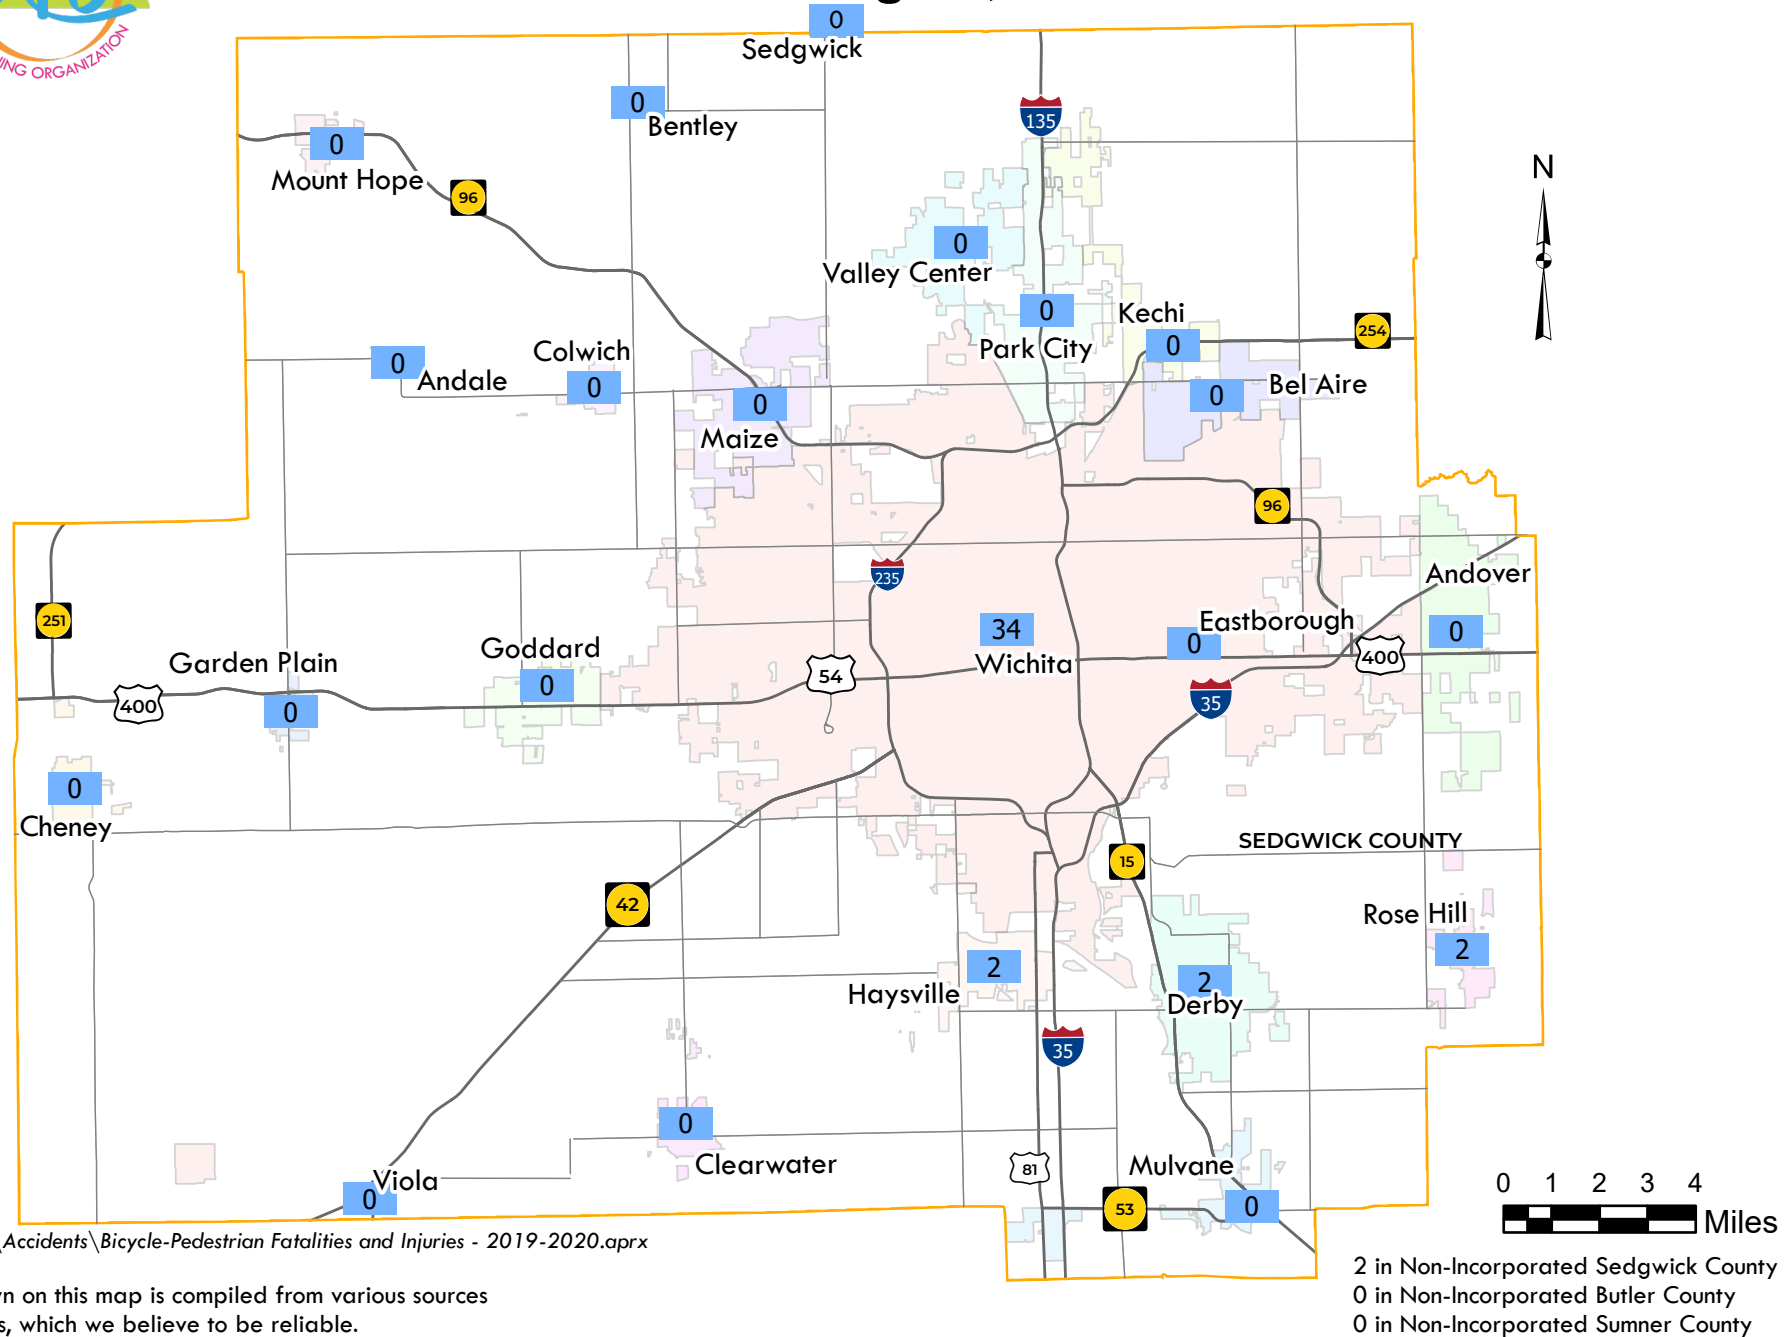 NING ORGANIZATION
0
Sedgwick
0
Bentley
135
0
Mount Hope
N
96
0
Valley Center
0
Park City
Kechi
0
254
0
Andale
Colwich
0
0
Maize
0
Bel Aire
96
235
Andover
0
251
34
Wichita
Eastborough
0
400
Garden Plain
0
Goddard
0
54
400
35
0
Cheney
SEDGWICK COUNTY
15
42
Rose Hill
2
2
Haysville
2
Derby
35
0
Clearwater
81
Mulvane
0
53
Viola
0
0 1 2 3 4
Miles
\Accidents\Bicycle-Pedestrian Fatalities and Injuries - 2019-2020.aprx
on this map is compiled from various sources
which we believe to be reliable.
2 in Non-Incorporated Sedgwick County
0 in Non-Incorporated Butler County
0 in Non-Incorporated Sumner County